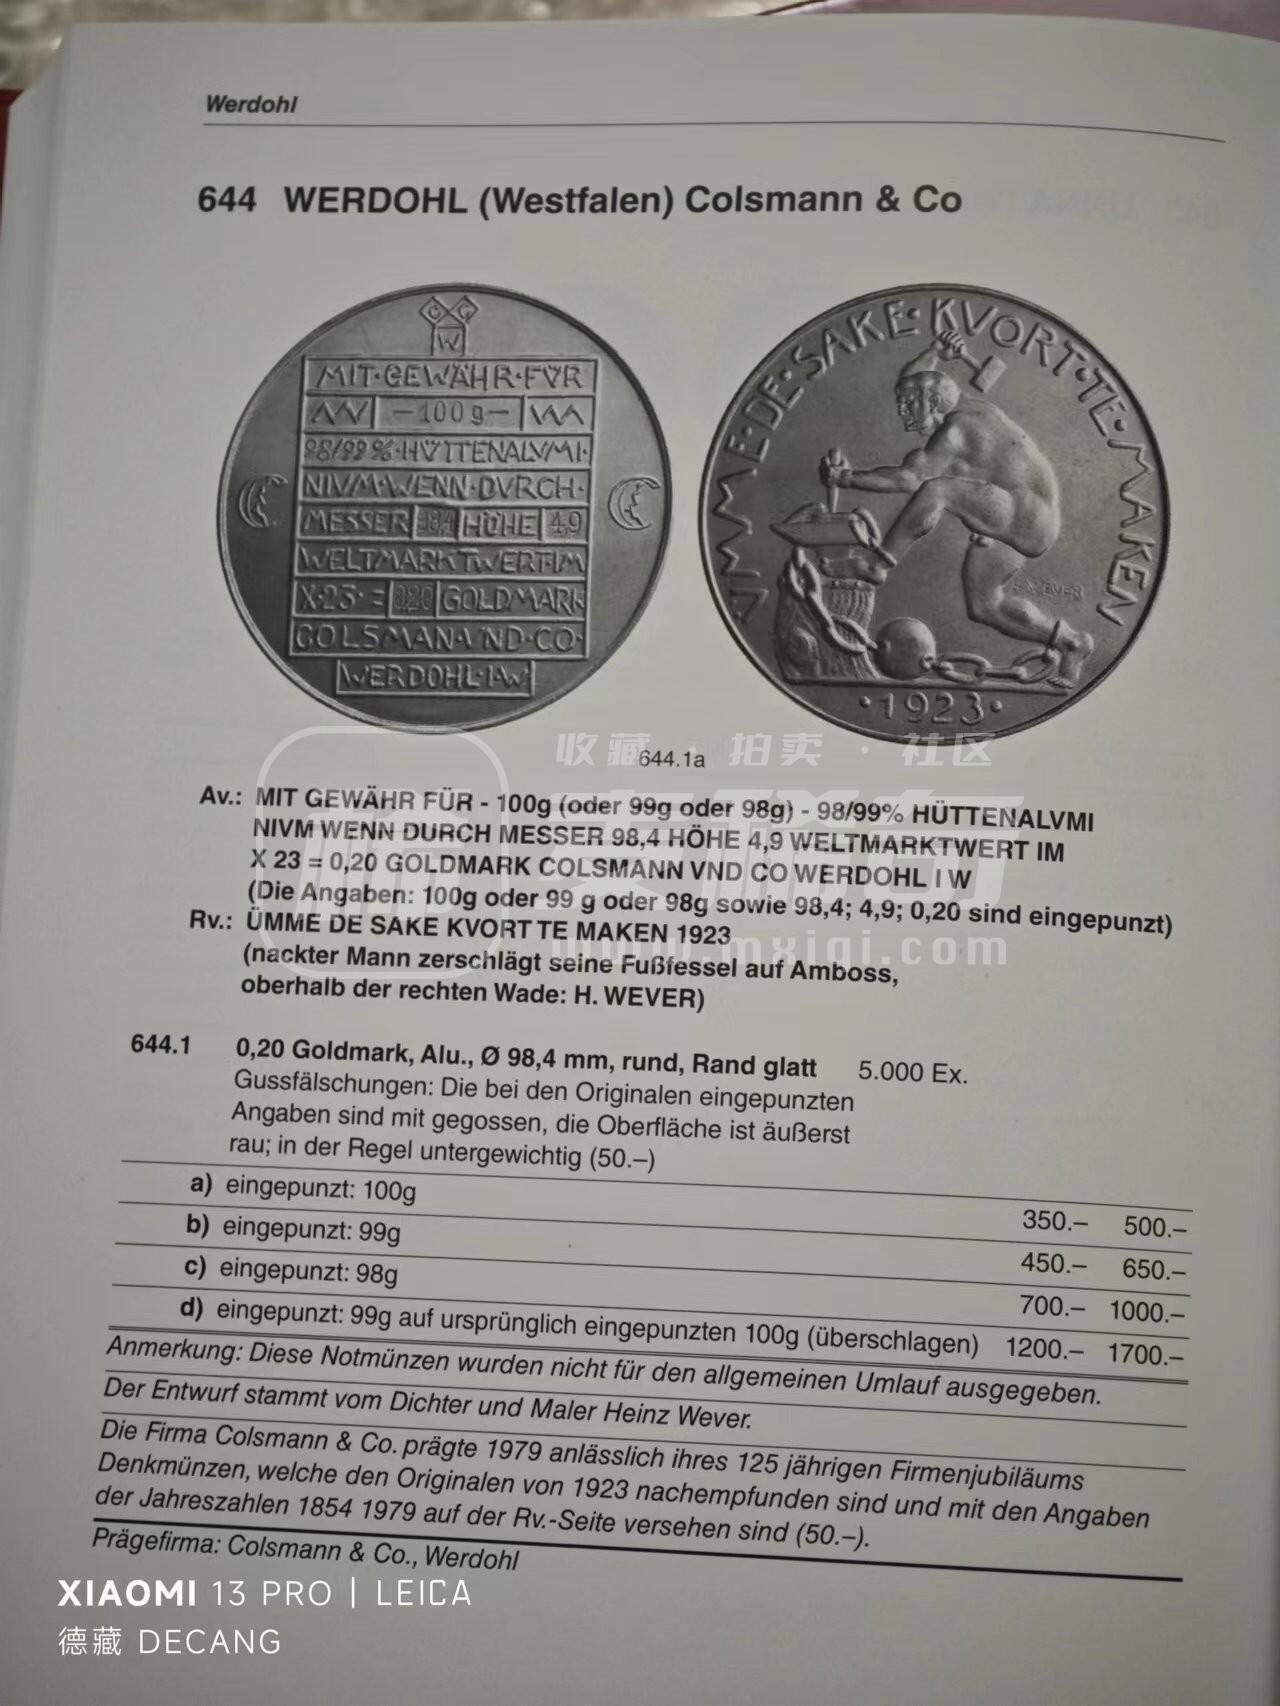 Werdohl
644 WERDOHL (Westfalen) Colsmann & Co
C C
W
MIT·GEWÄHR·FVR
–100g–
98/99%·HVTTENALVMI·
NIVM·WENN·DVRCH·
MESSER 98,4 HÖHE 4,9
WELTMARKTWERT·IM
X·23·= 0,20 GOLDMARK
COLSMAN·VND·CO·
WERDOHL·I·W
VMME·DE·SAKE·KVORT·TE·MAKEN
H.WEVER
·1923·
644.1a
收藏·拍卖·社区
www.mxiqi.com
Av.: MIT GEWÄHR FÜR - 100g (oder 99g oder 98g) - 98/99% HÜTTENALVMI
NIVM WENN DURCH MESSER 98,4 HÖHE 4,9 WELTMARKTWERT IM
X 23 = 0,20 GOLDMARK COLSMANN VND CO WERDOHL I W
(Die Angaben: 100g oder 99 g oder 98g sowie 98,4; 4,9; 0,20 sind eingepunzt)
Rv.: ÜMME DE SAKE KVORT TE MAKEN 1923
(nackter Mann zerschlägt seine Fußfessel auf Amboss,
oberhalb der rechten Wade: H. WEVER)
644.1 0,20 Goldmark, Alu., Ø 98,4 mm, rund, Rand glatt 5.000 Ex.
Gussfälschungen: Die bei den Originalen eingepunzten
Angaben sind mit gegossen, die Oberfläche ist äußerst
rau; in der Regel untergewichtig (50.–)
a) eingepunzt: 100g 350.– 500.–
b) eingepunzt: 99g 450.– 650.–
c) eingepunzt: 98g 700.– 1000.–
d) eingepunzt: 99g auf ursprünglich eingepunzten 100g (überschlagen) 1200.– 1700.–
Anmerkung: Diese Notmünzen wurden nicht für den allgemeinen Umlauf ausgegeben.
Der Entwurf stammt vom Dichter und Maler Heinz Wever.
Die Firma Colsmann & Co. prägte 1979 anlässlich ihres 125 jährigen Firmenjubiläums
Denkmünzen, welche den Originalen von 1923 nachempfunden sind und mit den Angaben
der Jahreszahlen 1854 1979 auf der Rv.-Seite versehen sind (50.–).
Prägefirma: Colsmann & Co., Werdohl
XIAOMI 13 PRO | LEICA
德藏 DECANG